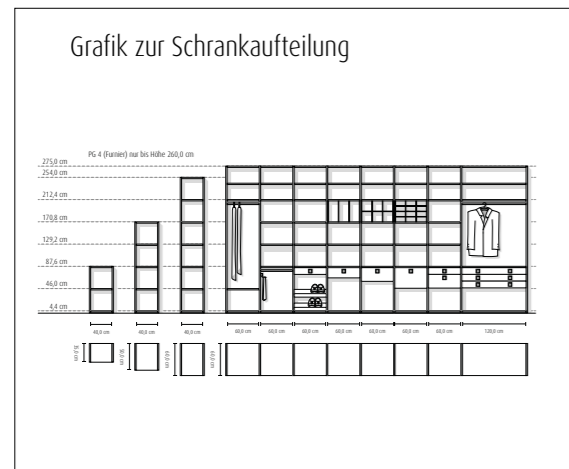 Grafik zur Schrankaufteilung
PG 4 (Furnier) nur bis Höhe 260,0 cm
275,0 cm
254,0 cm
212,4 cm
170,8 cm
129,2 cm
87,6 cm
46,0 cm
4,4 cm
40,0 cm 40,0 cm 40,0 cm 60,0 cm 60,0 cm 60,0 cm 60,0 cm 60,0 cm 60,0 cm 60,0 cm 120,0 cm